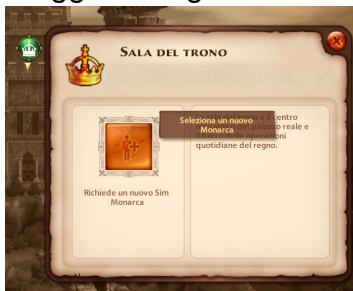 SALA DEL TRONO
Seleziona un nuovo
Monarca
Richiede un nuovo Sim
Monarca
centro
palazzo reale e
operazioni
quotidiane del regno.